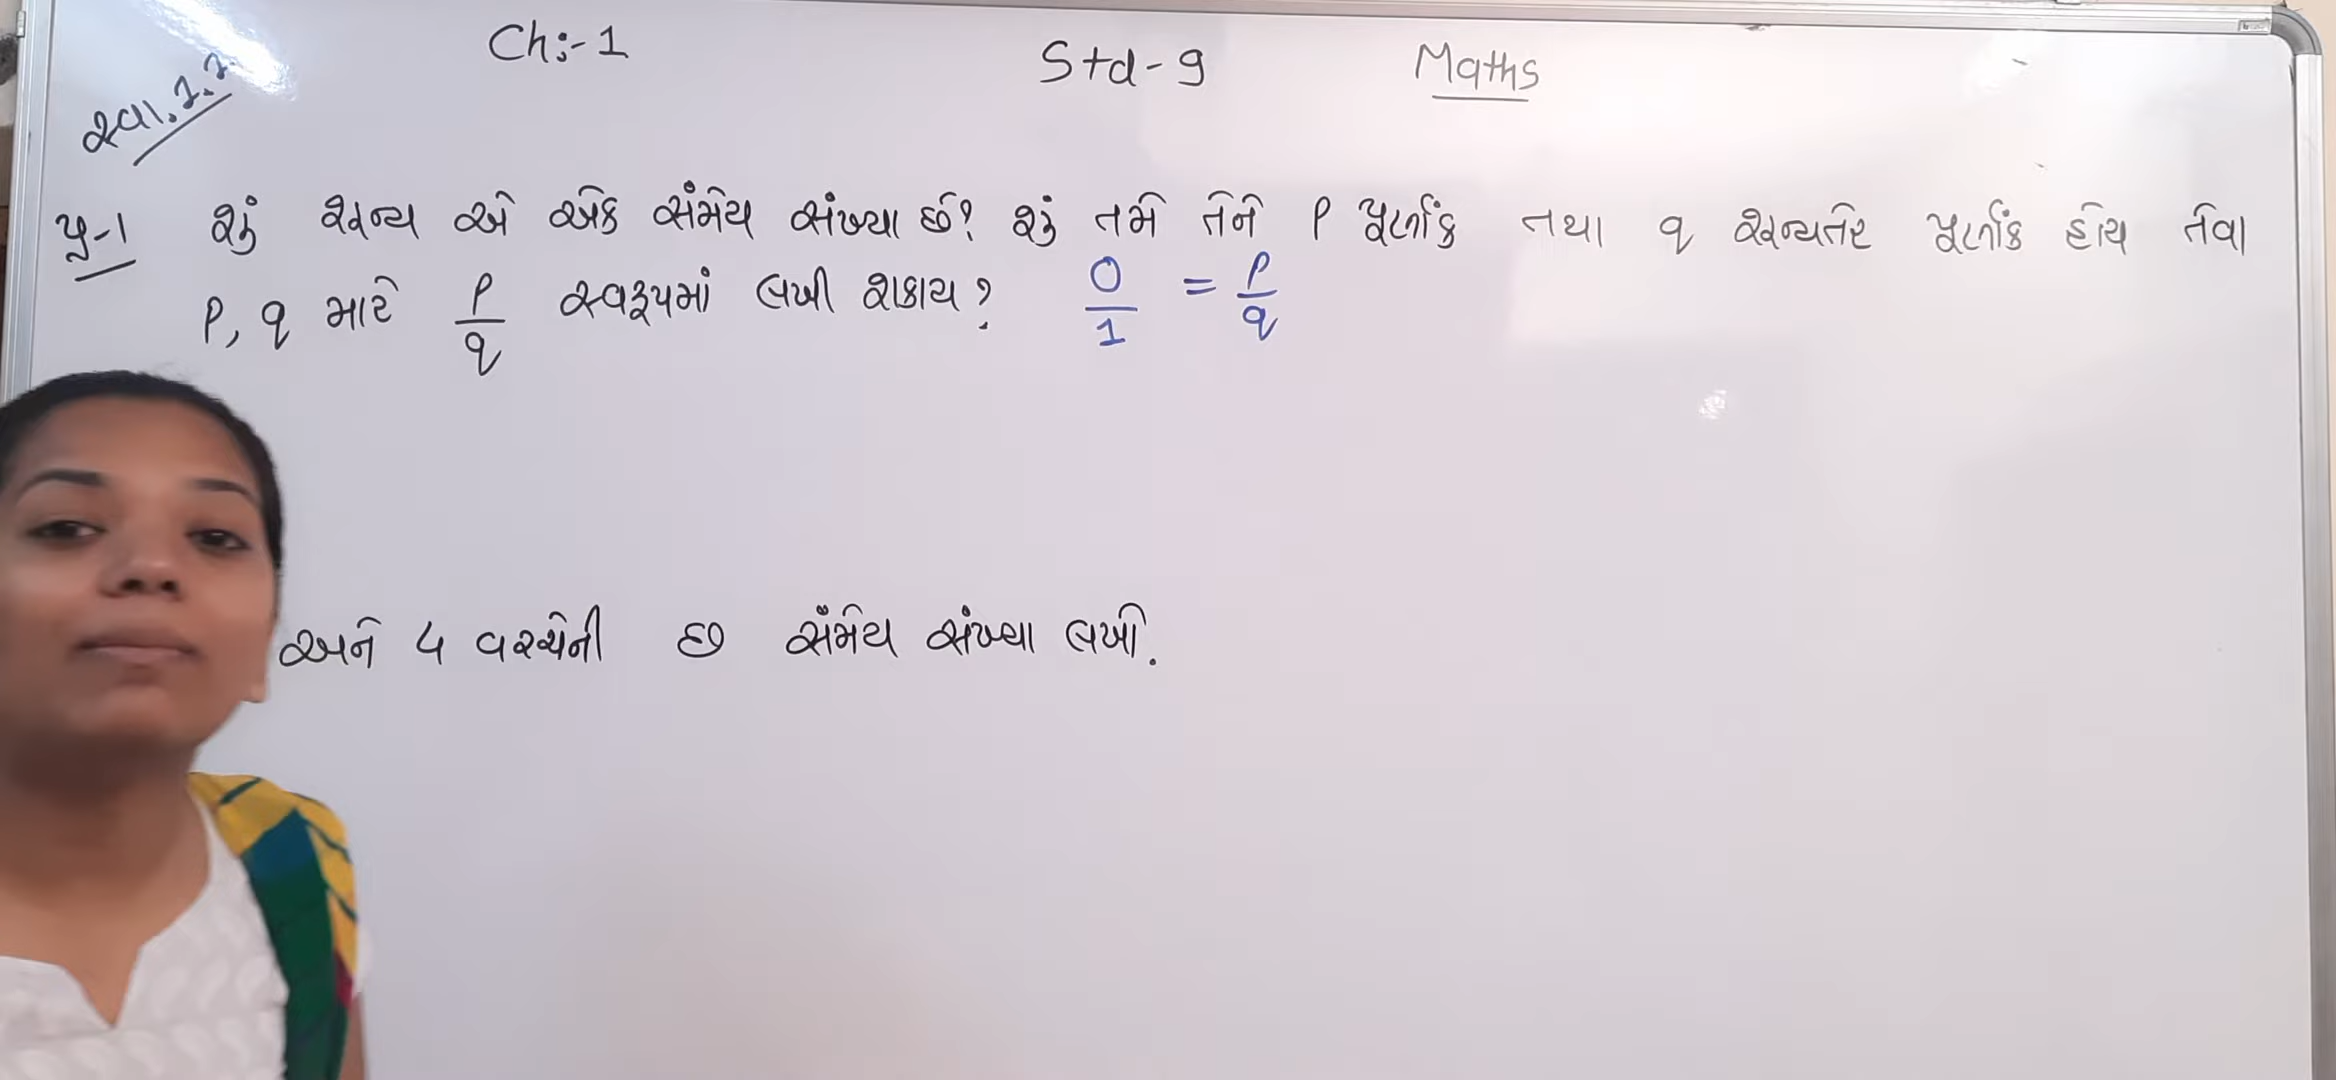 Ch:-1 Std-9 Maths
સ્વા. 1.1
પ્ર-1 શું શૂન્ય એ એક સંમેય સંખ્યા છે? શું તમે તેને P પૂર્ણાંક તથા q શૂન્યેતર પૂર્ણાંક હોય તેવા
P, q માટે P/q સ્વરૂપમાં લખી શકાય? 0/1 = P/q
અને 4 વચ્ચેની છ સંમેય સંખ્યા લખો.